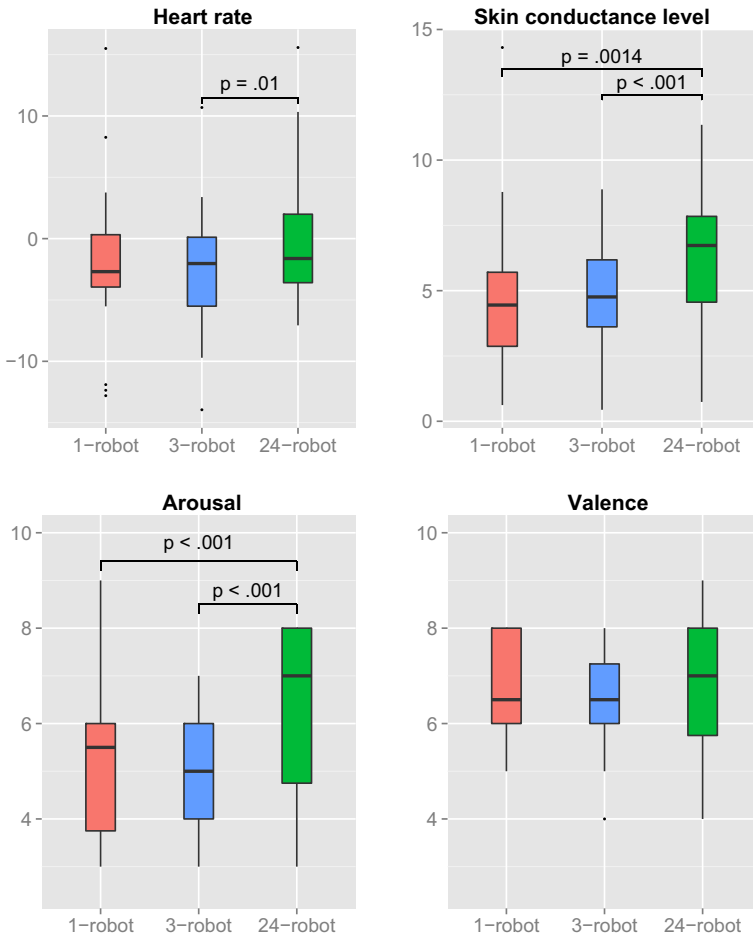 Heart rate
p = .01
10
0
−10
1−robot 3−robot 24−robot
Skin conductance level
15
p = .0014
p < .001
10
5
0
1−robot 3−robot 24−robot
Arousal
10
p < .001
p < .001
8
6
4
1−robot 3−robot 24−robot
Valence
10
8
6
4
1−robot 3−robot 24−robot